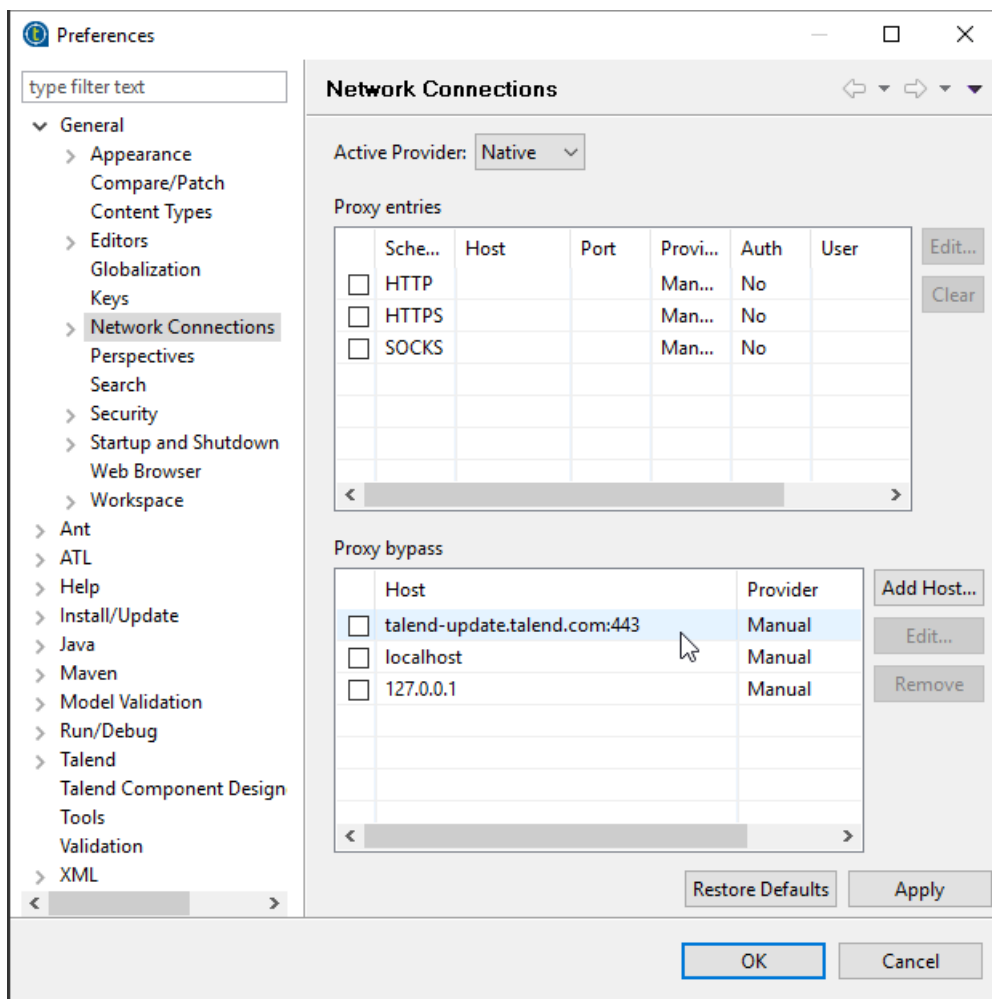 Preferences
type filter text
General
Appearance
Compare/Patch
Content Types
Editors
Globalization
Keys
Network Connections
Perspectives
Search
Security
Startup and Shutdown
Web Browser
Workspace
Ant
ATL
Help
Install/Update
Java
Maven
Model Validation
Run/Debug
Talend
Talend Component Design
Tools
Validation
XML
Network Connections
Active Provider: Native
Proxy entries
Sche... Host Port Provi... Auth User
HTTP Man... No
HTTPS Man... No
SOCKS Man... No
Edit...
Clear
Proxy bypass
Host Provider
talend-update.talend.com:443 Manual
localhost Manual
127.0.0.1 Manual
Add Host...
Edit...
Remove
Restore Defaults Apply
OK Cancel